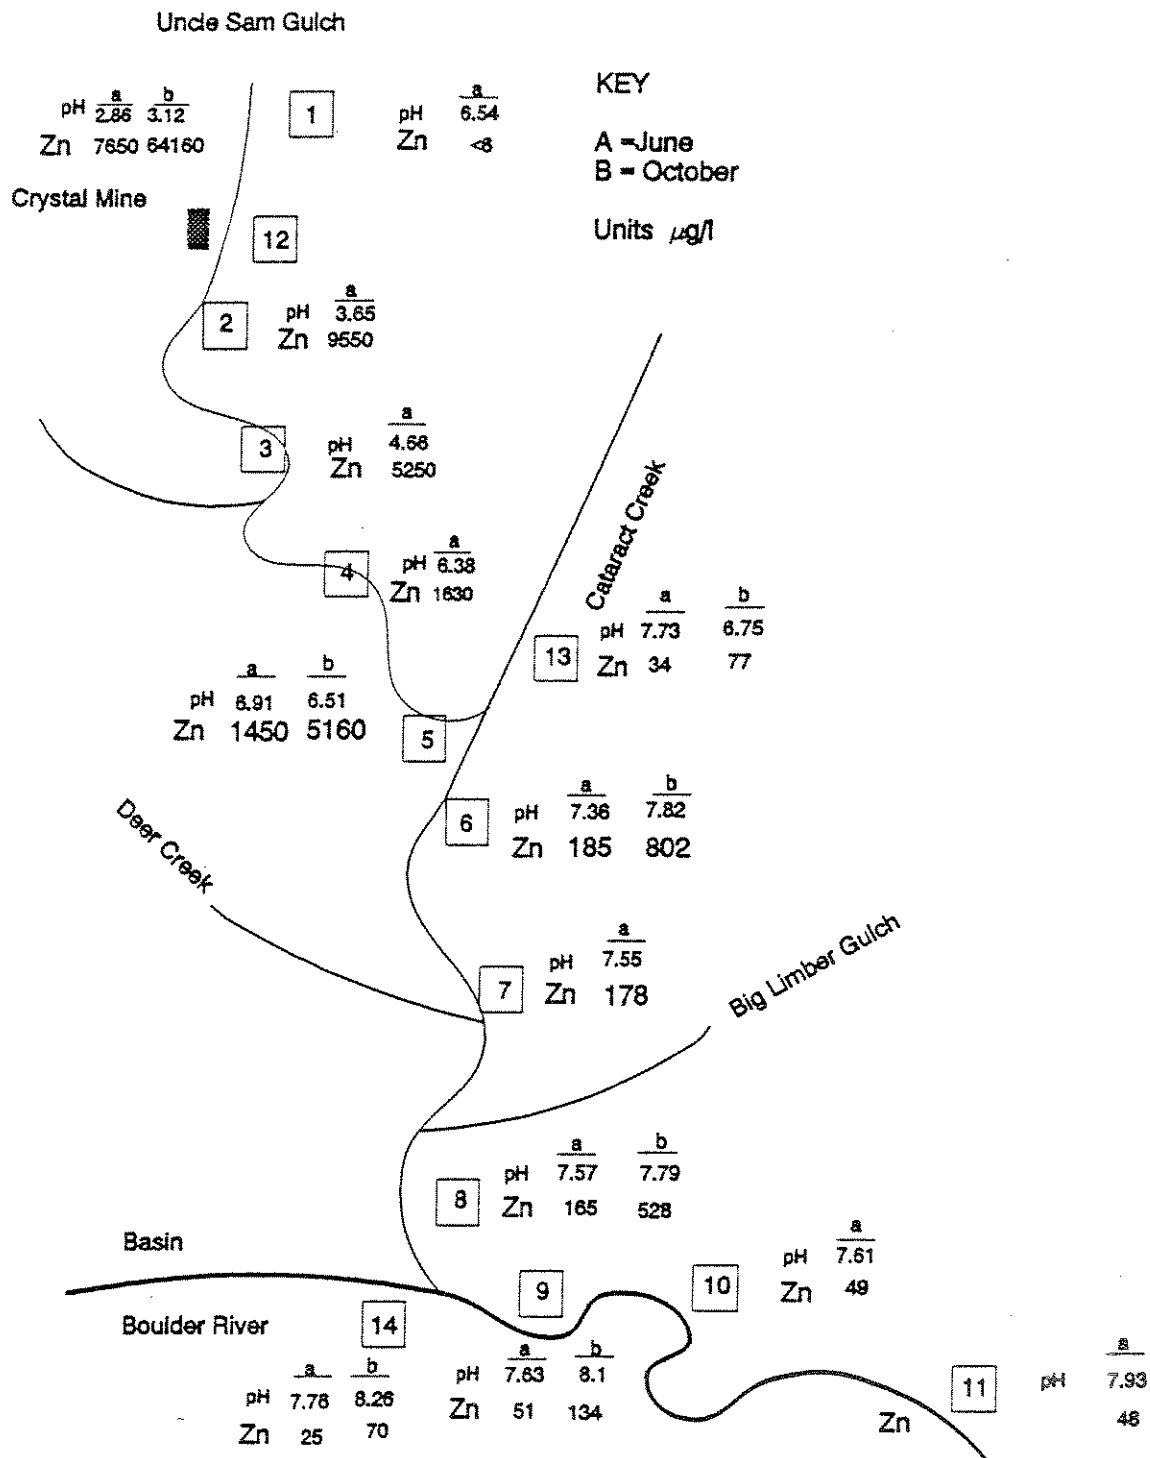 Uncle Sam Gulch
KEY
A = June
B = October
Units µg/l
a b
pH 2.86 3.12
Zn 7650 64160
1
a
pH 6.54
Zn <8
Crystal Mine
12
2
a
pH 3.65
Zn 9550
3
a
pH 4.66
Zn 5250
4
a
pH 6.38
Zn 1630
Cataract Creek
13
a b
pH 7.73 6.75
Zn 34 77
a b
pH 6.91 6.51
Zn 1450 5160
5
6
a b
pH 7.36 7.82
Zn 185 802
Deer Creek
7
a
pH 7.55
Zn 178
Big Limber Gulch
8
a b
pH 7.57 7.79
Zn 165 528
Basin
Boulder River
14
a b
pH 7.78 8.26
Zn 25 70
9
a b
pH 7.63 8.1
Zn 51 134
10
a
pH 7.61
Zn 49
11
a
pH 7.93
Zn 48